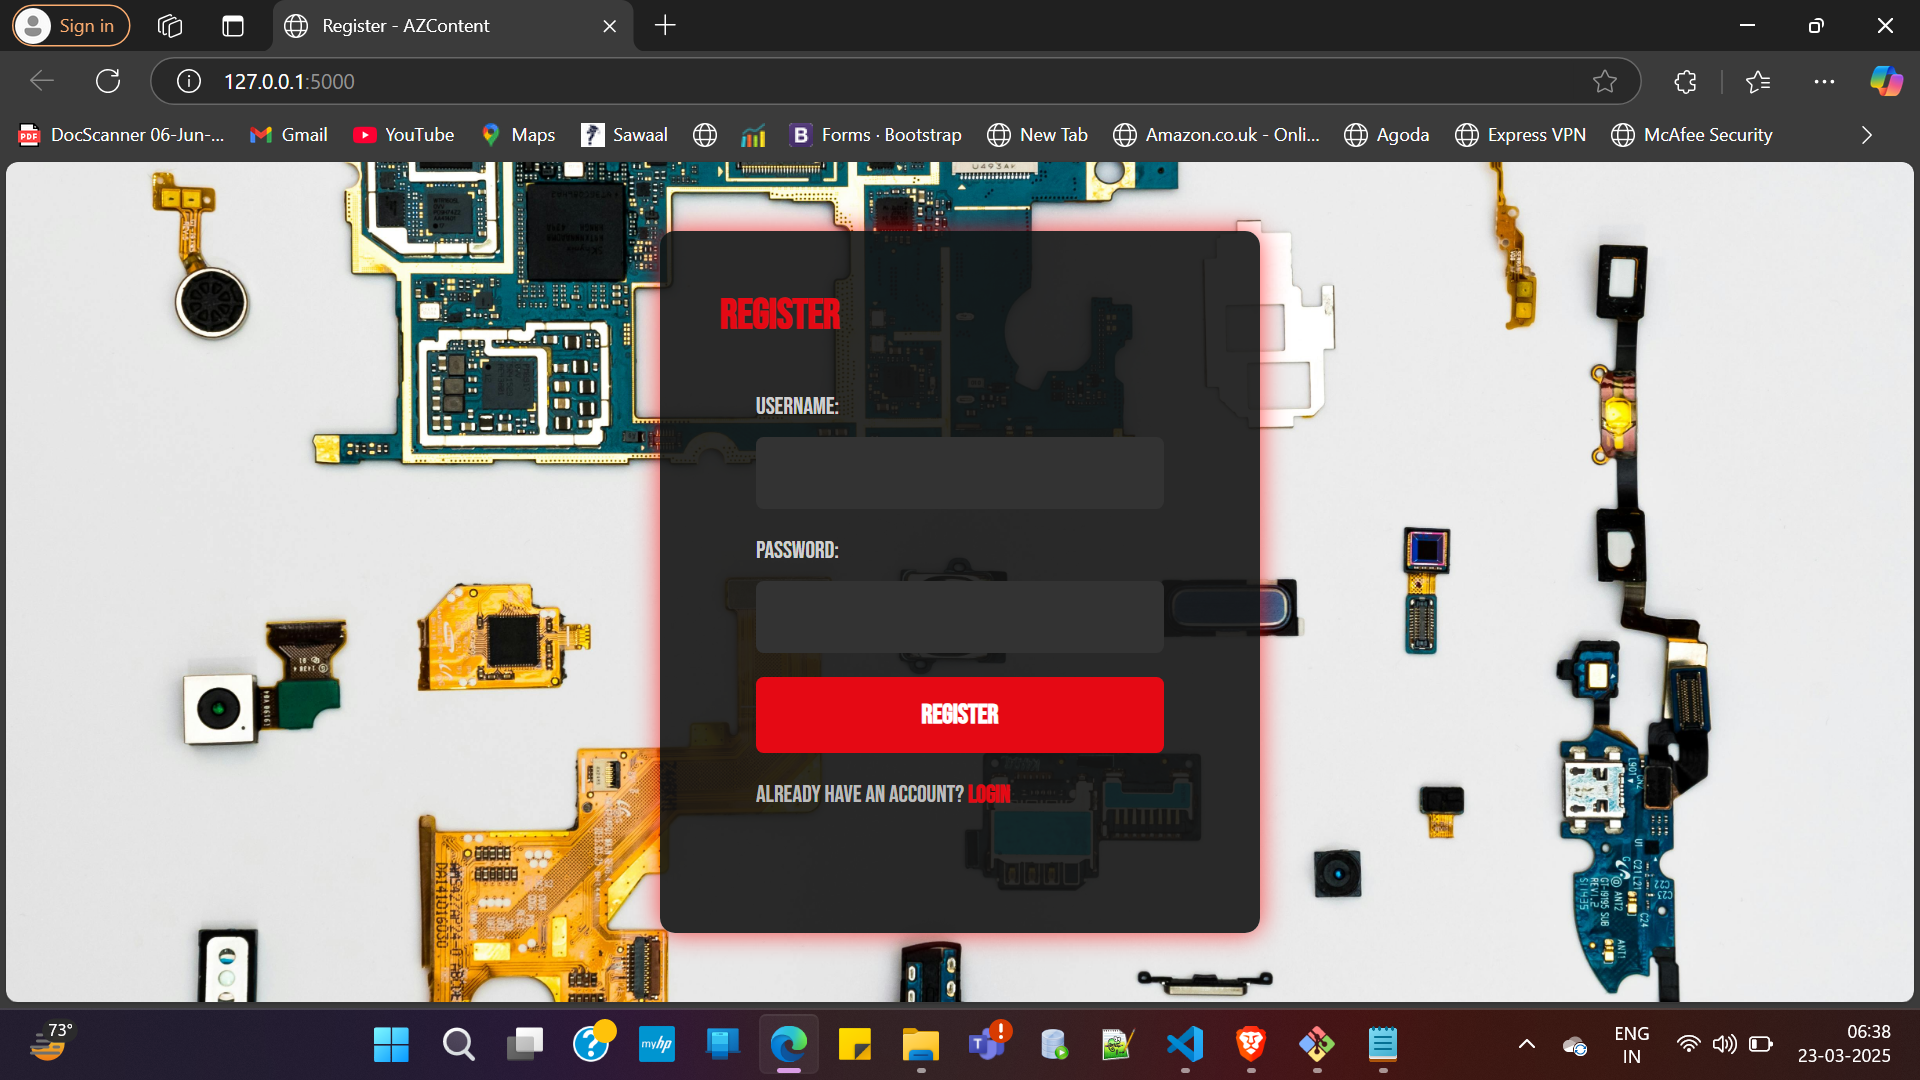 Sign in
Register - AZContent
127.0.0.1:5000
DocScanner 06-Jun-...
Gmail
YouTube
Maps
Sawaal
B
Forms · Bootstrap
New Tab
Amazon.co.uk - Onli...
Agoda
Express VPN
McAfee Security
REGISTER
USERNAME:
PASSWORD:
REGISTER
ALREADY HAVE AN ACCOUNT? LOGIN
73°
myhp
ENG
IN
06:38
23-03-2025